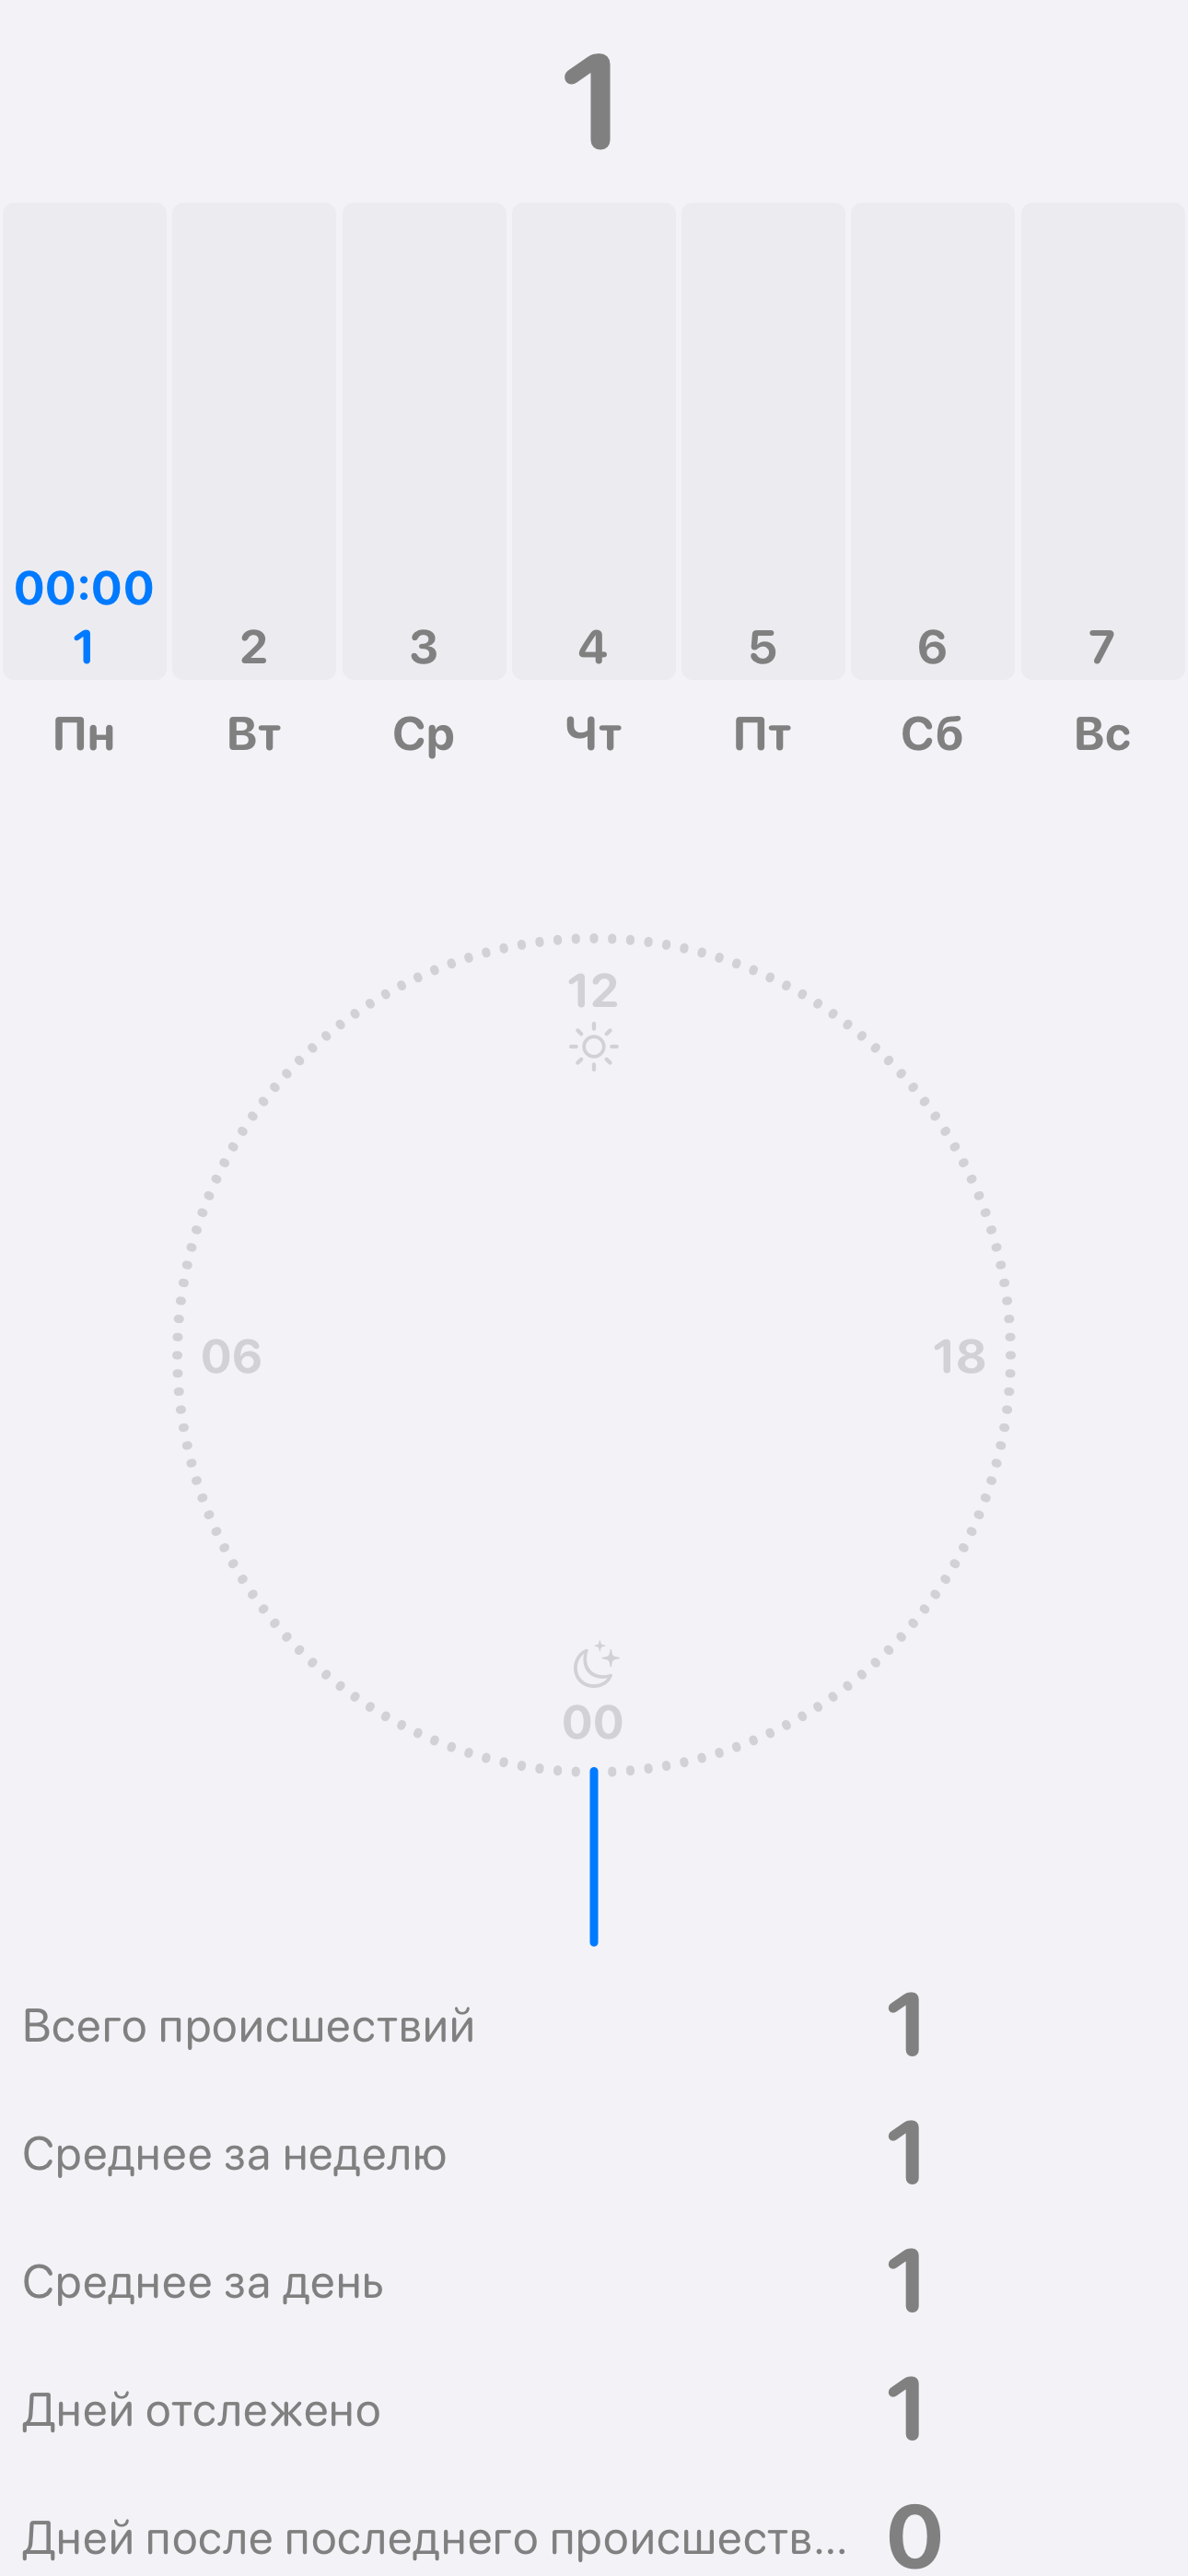 1
00:00
1 2 3 4 5 6 7
Пн Вт Ср Чт Пт Сб Вс
12
06 18
00
Всего происшествий 1
Среднее за неделю 1
Среднее за день 1
Дней отслежено 1
Дней после последнего происшеств... 0